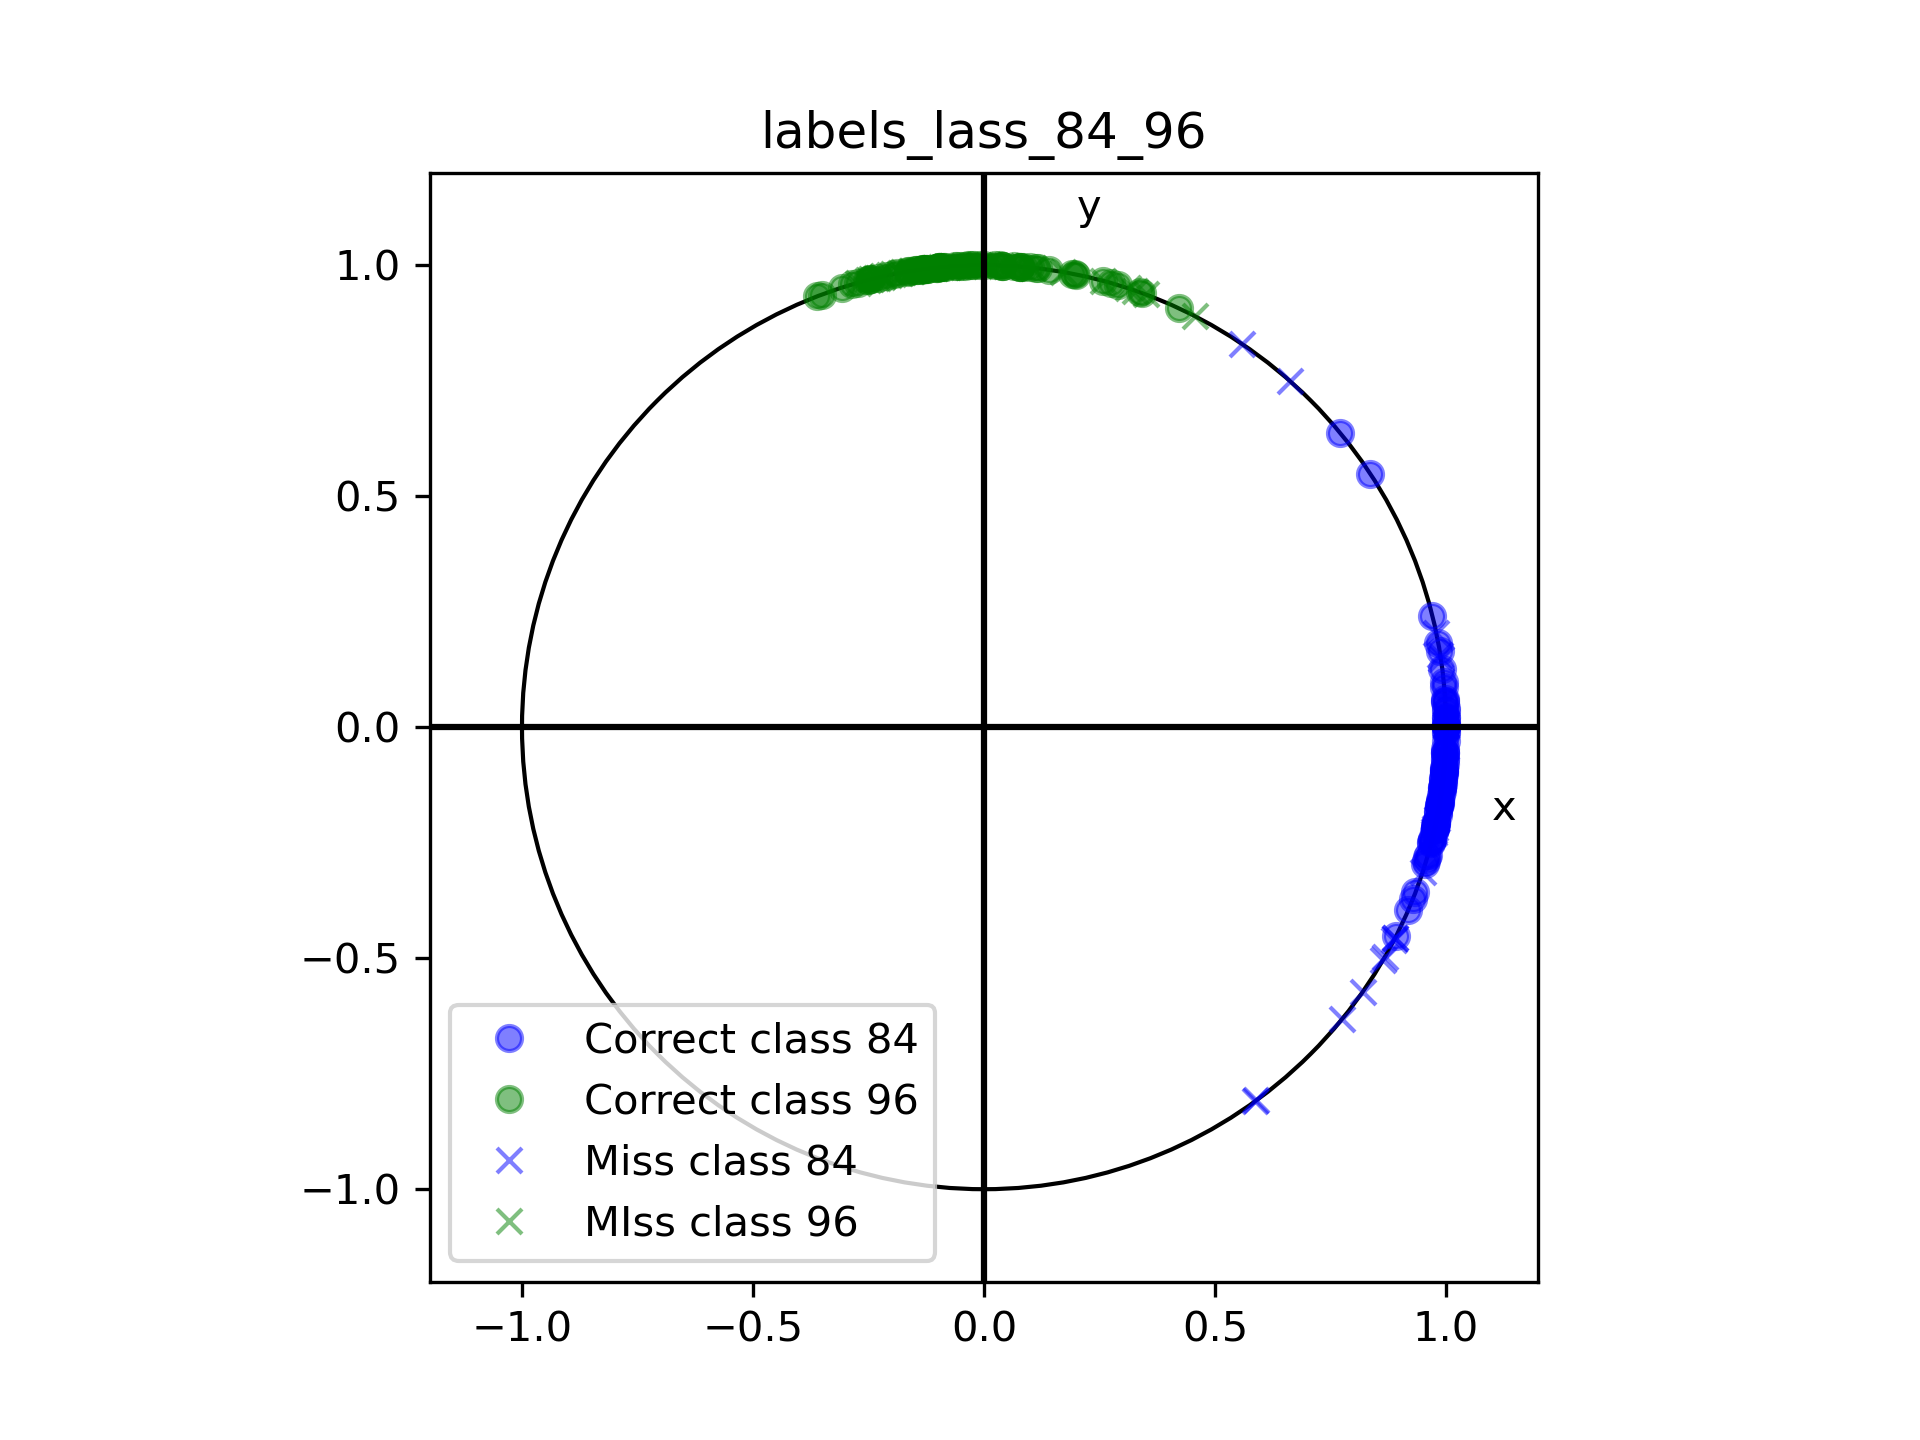 labels_lass_84_96
y
1.0
0.5
0.0
−0.5
−1.0
x
Correct class 84
Correct class 96
Miss class 84
MIss class 96
−1.0 −0.5 0.0 0.5 1.0